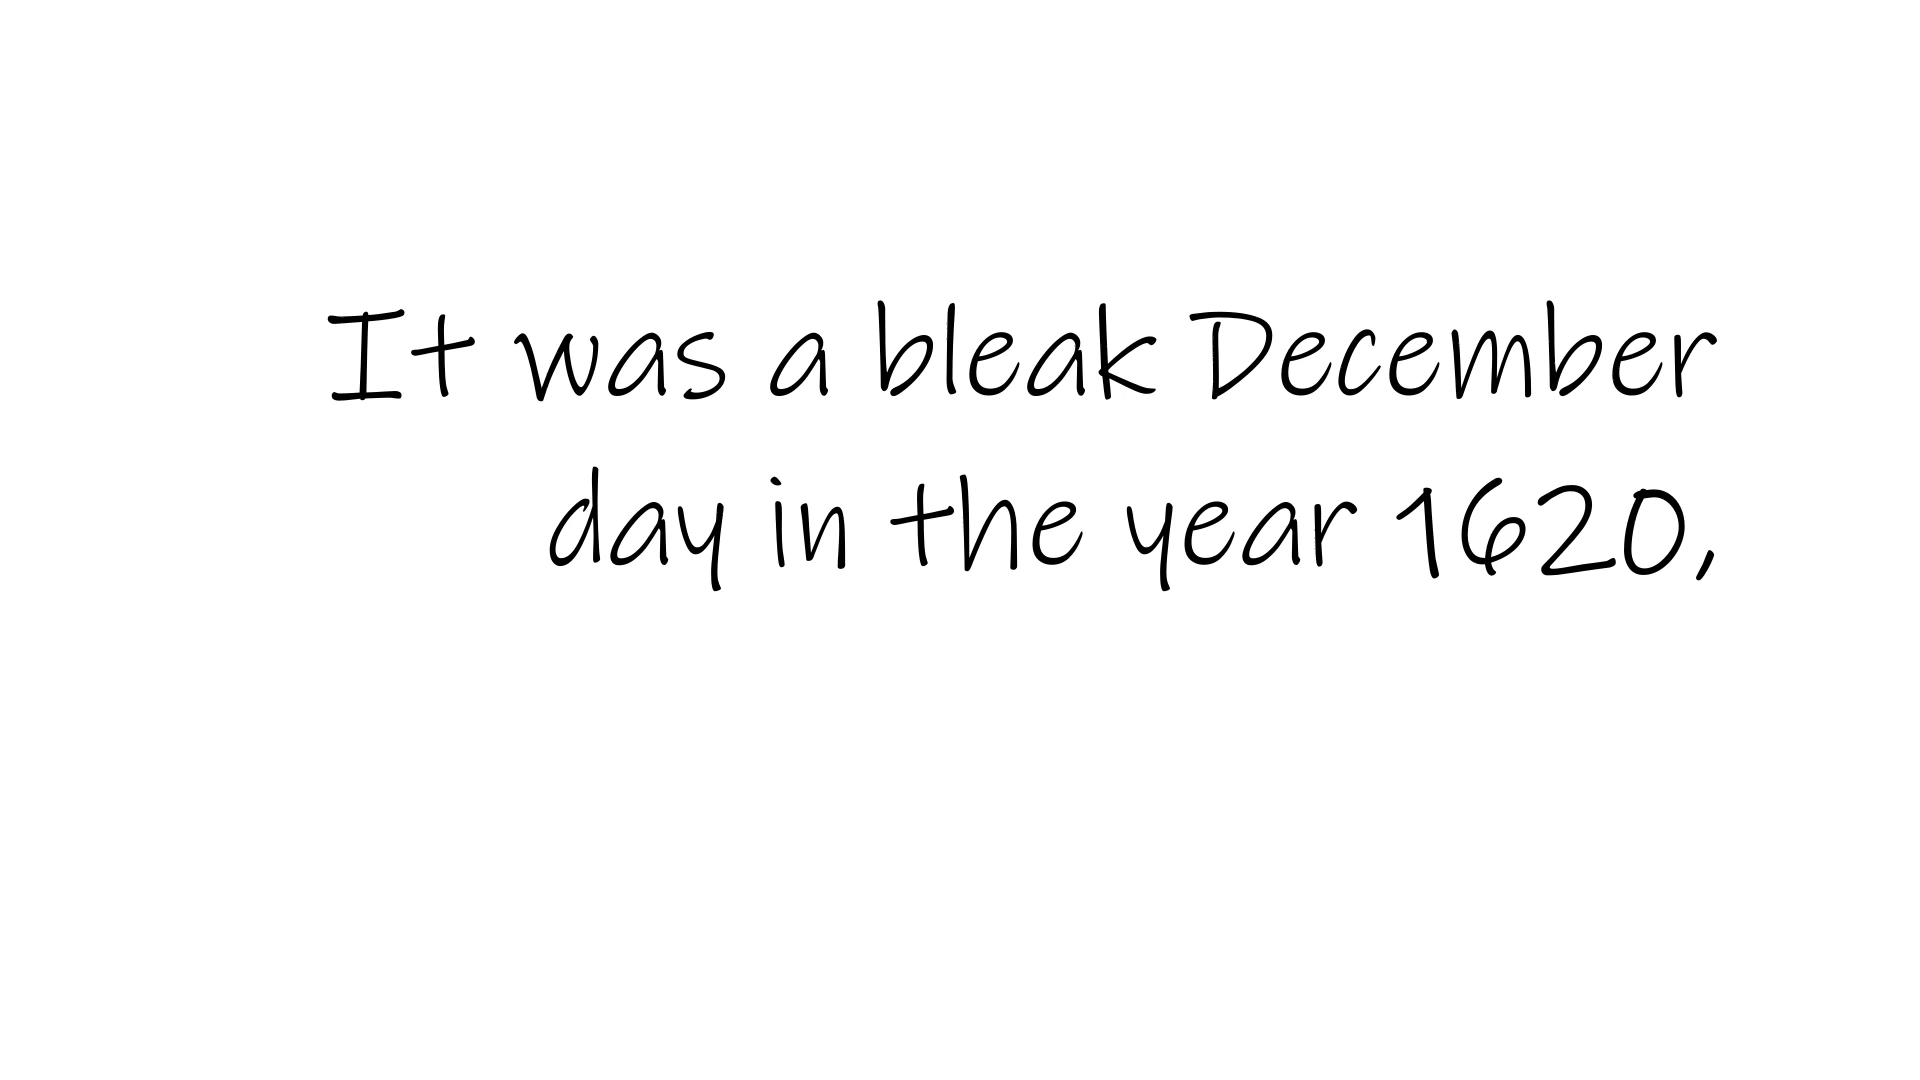 It was a bleak December
day in the year 1620,